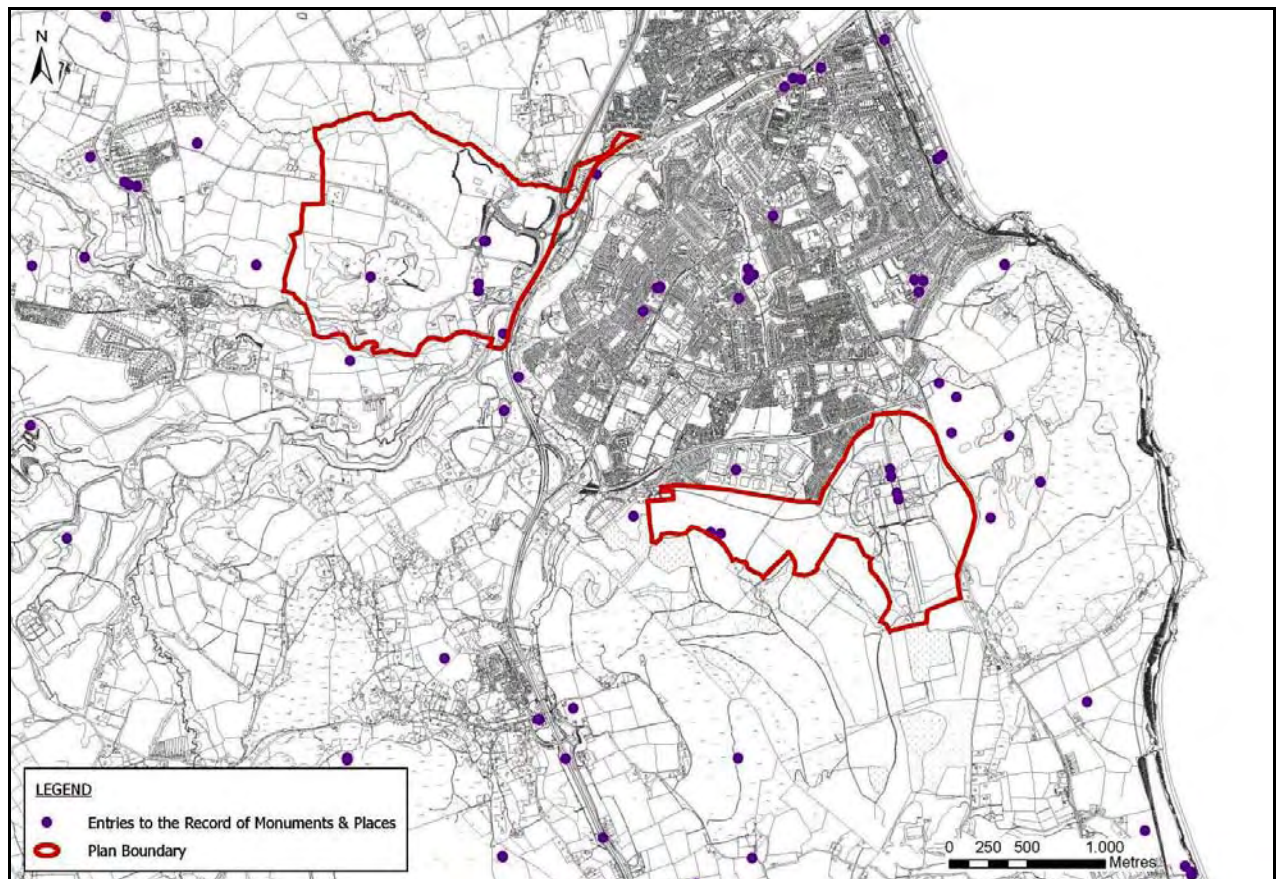 N
LEGEND
Entries to the Record of Monuments & Places
Plan Boundary
0 250 500 1.000
Metres